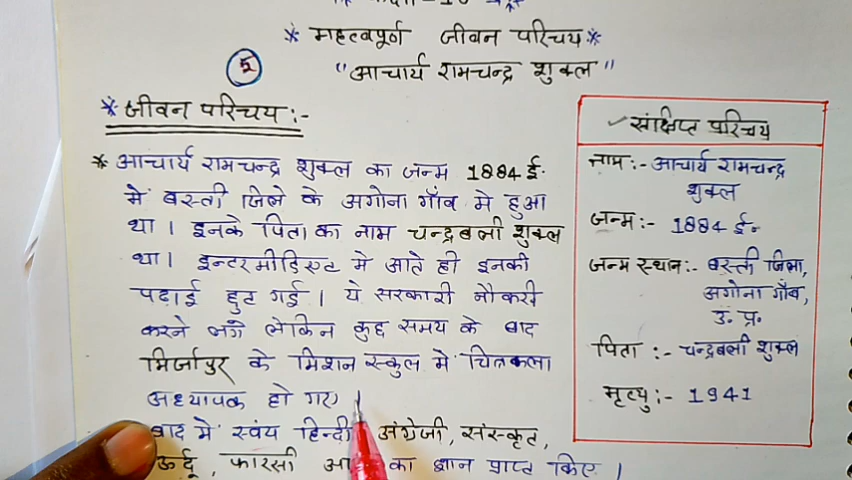 * महत्वपूर्ण जीवन परिचय *
5
"आचार्य रामचन्द्र शुक्ल"
* जीवन परिचय :-
* आचार्य रामचन्द्र शुक्ल का जन्म 1884 ई.
मे बस्ती जिले के अगोना गाँव मे हुआ
था। इनके पिता का नाम चन्द्रबली शुक्ल
था। इन्टरमीडिएट मे आते ही इनकी
पढ़ाई छुट गई। ये सरकारी नौकरी
करने लगे लेकिन कुछ समय के बाद
मिर्जापुर के मिशन स्कुल मे चित्रकला
अध्यापक हो गए।
बाद मे स्वंय हिन्दी अंग्रेजी, संस्कृत,
ऊर्दू, फारसी का ज्ञान प्राप्त किए।
संक्षिप्त परिचय
नाम :- आचार्य रामचन्द्र
शुक्ल
जन्म :- 1884 ई.
जन्म स्थान :- बस्ती जिला,
अगोना गाँव,
उ. प्र.
पिता :- चन्द्रबली शुक्ल
मृत्यु :- 1941